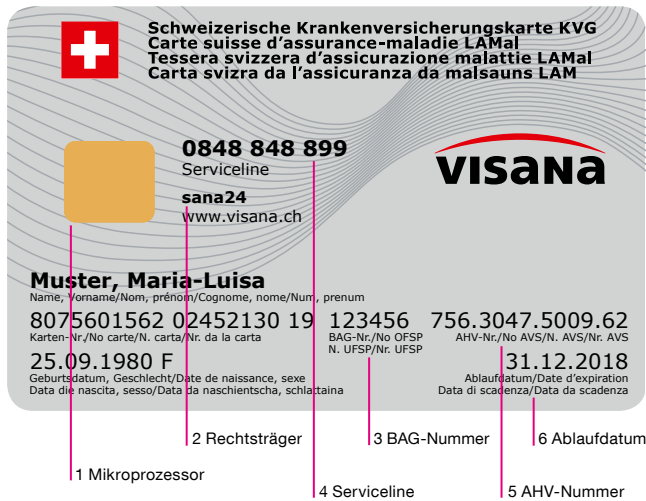 Schweizerische Krankenversicherungskarte KVG
Carte suisse d'assurance-maladie LAMal
Tessera svizzera d'assicurazione malattie LAMal
Carta svizra da l'assicuranza da malsauns LAM
0848 848 899
Serviceline
sana24
www.visana.ch
visana
Muster, Maria-Luisa
Name, Vorname/Nom, prénom/Cognome, nome/Num, prenum
8075601562 02452130 19 123456 756.3047.5009.62
Karten-Nr./No carte/N. carta/Nr. da la carta BAG-Nr./No OFSP AHV-Nr./No AVS/N. AVS/Nr. AVS
N. UFSP/Nr. UFSP
25.09.1980 F 31.12.2018
Geburtsdatum, Geschlecht/Date de naissance, sexe Ablaufdatum/Date d'expiration
Data die nascita, sesso/Data da naschientscha, schlattaina Data di scadenza/Data da scadenza
2 Rechtsträger 3 BAG-Nummer 6 Ablaufdatum
1 Mikroprozessor
4 Serviceline 5 AHV-Nummer